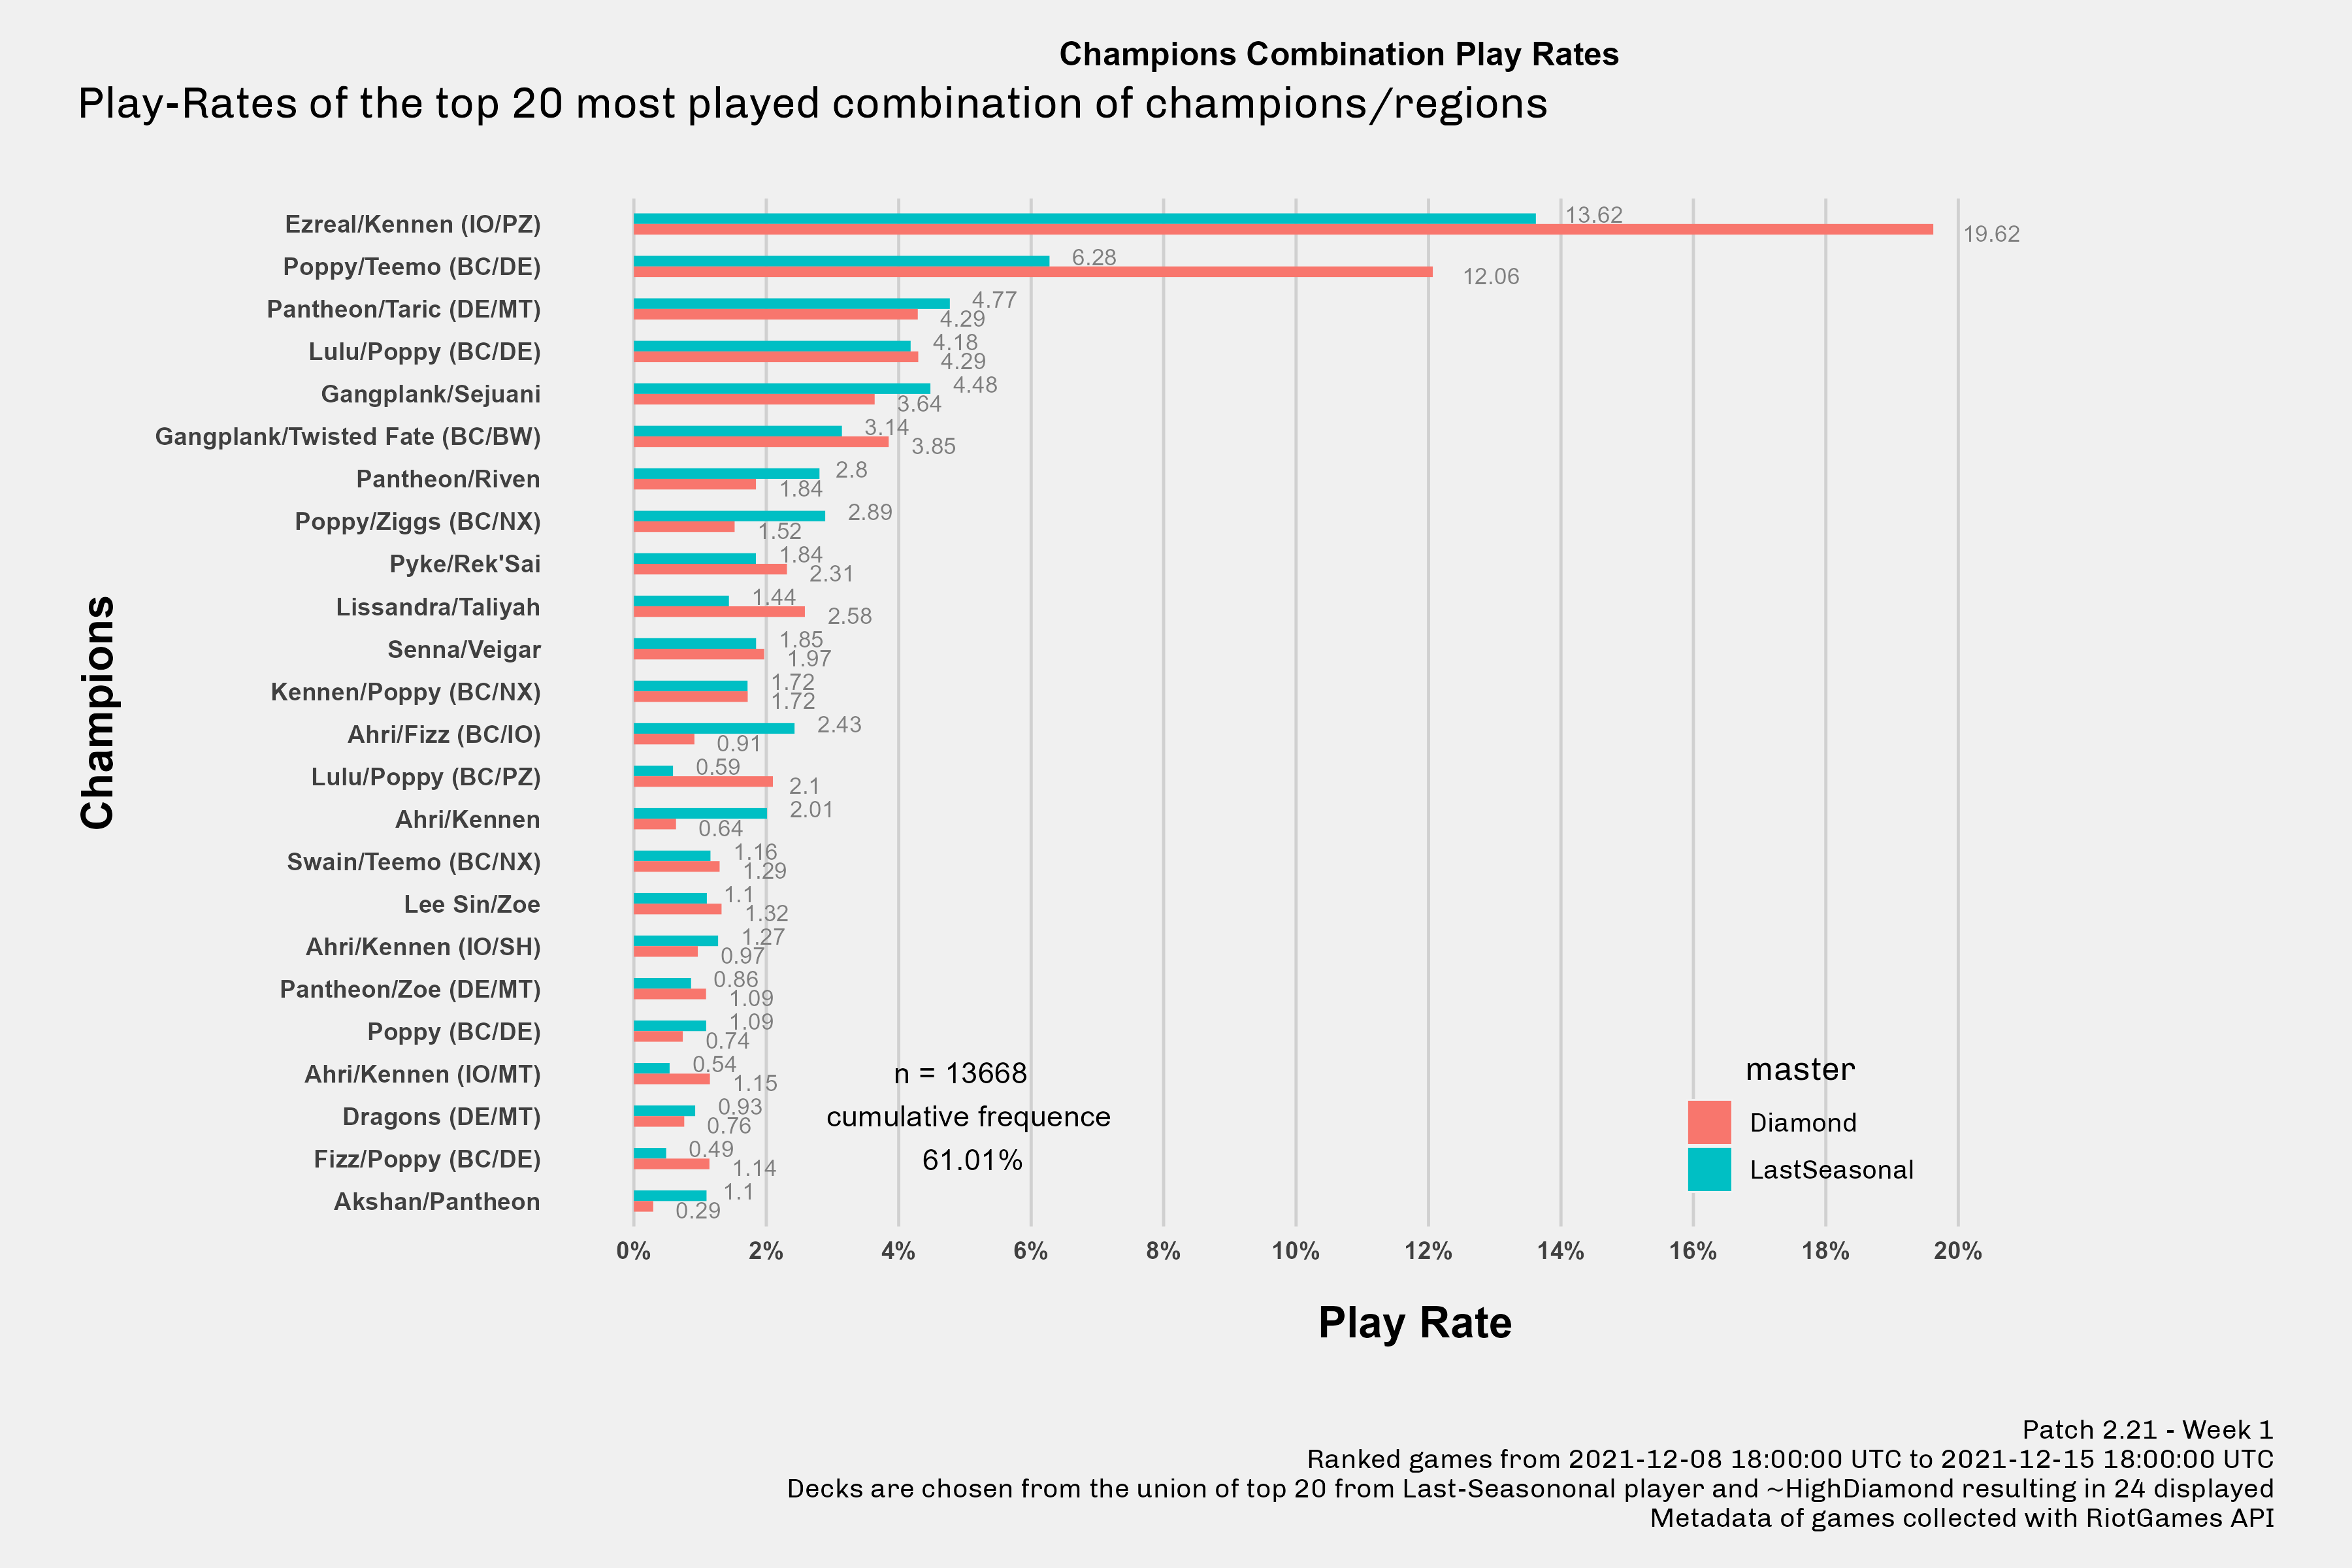 Champions Combination Play Rates
Play-Rates of the top 20 most played combination of champions/regions
Champions
Ezreal/Kennen (IO/PZ)
13.62
19.62
Poppy/Teemo (BC/DE)
6.28
12.06
Pantheon/Taric (DE/MT)
4.77
4.29
Lulu/Poppy (BC/DE)
4.18
4.29
Gangplank/Sejuani
4.48
3.64
Gangplank/Twisted Fate (BC/BW)
3.14
3.85
Pantheon/Riven
2.8
1.84
Poppy/Ziggs (BC/NX)
2.89
1.52
Pyke/Rek'Sai
1.84
2.31
Lissandra/Taliyah
1.44
2.58
Senna/Veigar
1.85
1.97
Kennen/Poppy (BC/NX)
1.72
1.72
Ahri/Fizz (BC/IO)
2.43
0.91
Lulu/Poppy (BC/PZ)
0.59
2.1
Ahri/Kennen
2.01
0.64
Swain/Teemo (BC/NX)
1.16
1.29
Lee Sin/Zoe
1.1
1.32
Ahri/Kennen (IO/SH)
1.27
0.97
Pantheon/Zoe (DE/MT)
0.86
1.09
Poppy (BC/DE)
1.09
0.74
Ahri/Kennen (IO/MT)
0.54
1.15
Dragons (DE/MT)
0.93
0.76
Fizz/Poppy (BC/DE)
0.49
1.14
Akshan/Pantheon
1.1
0.29
n = 13668
cumulative frequence
61.01%
master
Diamond
LastSeasonal
0% 2% 4% 6% 8% 10% 12% 14% 16% 18% 20%
Play Rate
Patch 2.21 - Week 1
Ranked games from 2021-12-08 18:00:00 UTC to 2021-12-15 18:00:00 UTC
Decks are chosen from the union of top 20 from Last-Seasononal player and ~HighDiamond resulting in 24 displayed
Metadata of games collected with RiotGames API